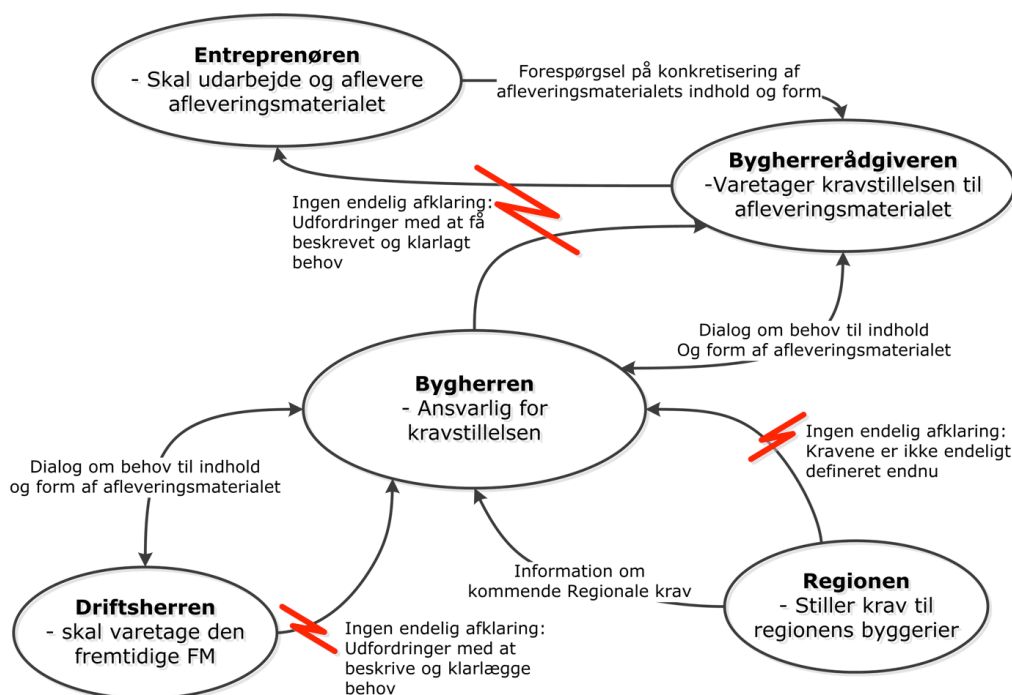 Entreprenøren
- Skal udarbejde og aflevere
afleveringsmaterialet
Forespørgsel på konkretisering af
afleveringsmaterialets indhold og form
Bygherrerådgiveren
-Varetager kravstillelsen til
afleveringsmaterialet
Ingen endelig afklaring:
Udfordringer med at få
beskrevet og klarlagt
behov
Dialog om behov til indhold
Og form af afleveringsmaterialet
Bygherren
- Ansvarlig for
kravstillelsen
Ingen endelig afklaring:
Kravene er ikke endeligt
defineret endnu
Dialog om behov til indhold
og form af afleveringsmaterialet
Information om
kommende Regionale krav
Regionen
- Stiller krav til
regionens byggerier
Driftsherren
- skal varetage den
fremtidige FM
Ingen endelig afklaring:
Udfordringer med at
beskrive og klarlægge
behov